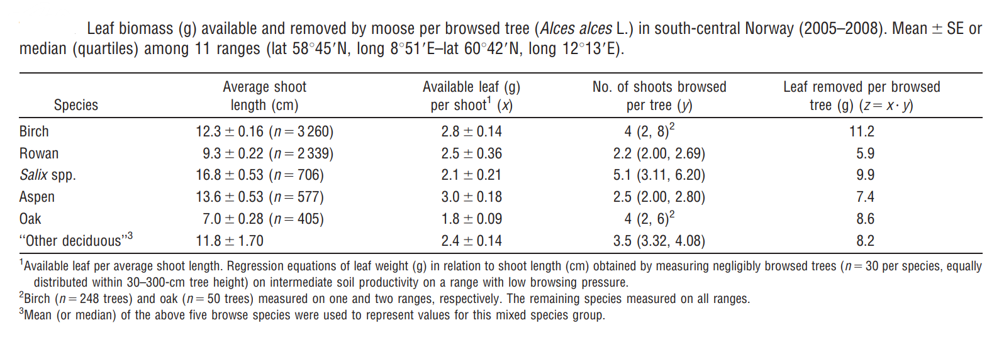 Leaf biomass (g) available and removed by moose per browsed tree (Alces alces L.) in south-central Norway (2005–2008). Mean ± SE or
median (quartiles) among 11 ranges (lat 58°45′N, long 8°51′E–lat 60°42′N, long 12°13′E).
Average shoot Available leaf (g) No. of shoots browsed Leaf removed per browsed
Species length (cm) per shoot¹ (x) per tree (y) tree (g) (z = x · y)
Birch 12.3 ± 0.16 (n = 3 260) 2.8 ± 0.14 4 (2, 8)² 11.2
Rowan 9.3 ± 0.22 (n = 2 339) 2.5 ± 0.36 2.2 (2.00, 2.69) 5.9
Salix spp. 16.8 ± 0.53 (n = 706) 2.1 ± 0.21 5.1 (3.11, 6.20) 9.9
Aspen 13.6 ± 0.53 (n = 577) 3.0 ± 0.18 2.5 (2.00, 2.80) 7.4
Oak 7.0 ± 0.28 (n = 405) 1.8 ± 0.09 4 (2, 6)² 8.6
“Other deciduous”³ 11.8 ± 1.70 2.4 ± 0.14 3.5 (3.32, 4.08) 8.2
¹Available leaf per average shoot length. Regression equations of leaf weight (g) in relation to shoot length (cm) obtained by measuring negligibly browsed trees (n = 30 per species, equally
distributed within 30–300-cm tree height) on intermediate soil productivity on a range with low browsing pressure.
²Birch (n = 248 trees) and oak (n = 50 trees) measured on one and two ranges, respectively. The remaining species measured on all ranges.
³Mean (or median) of the above five browse species were used to represent values for this mixed species group.